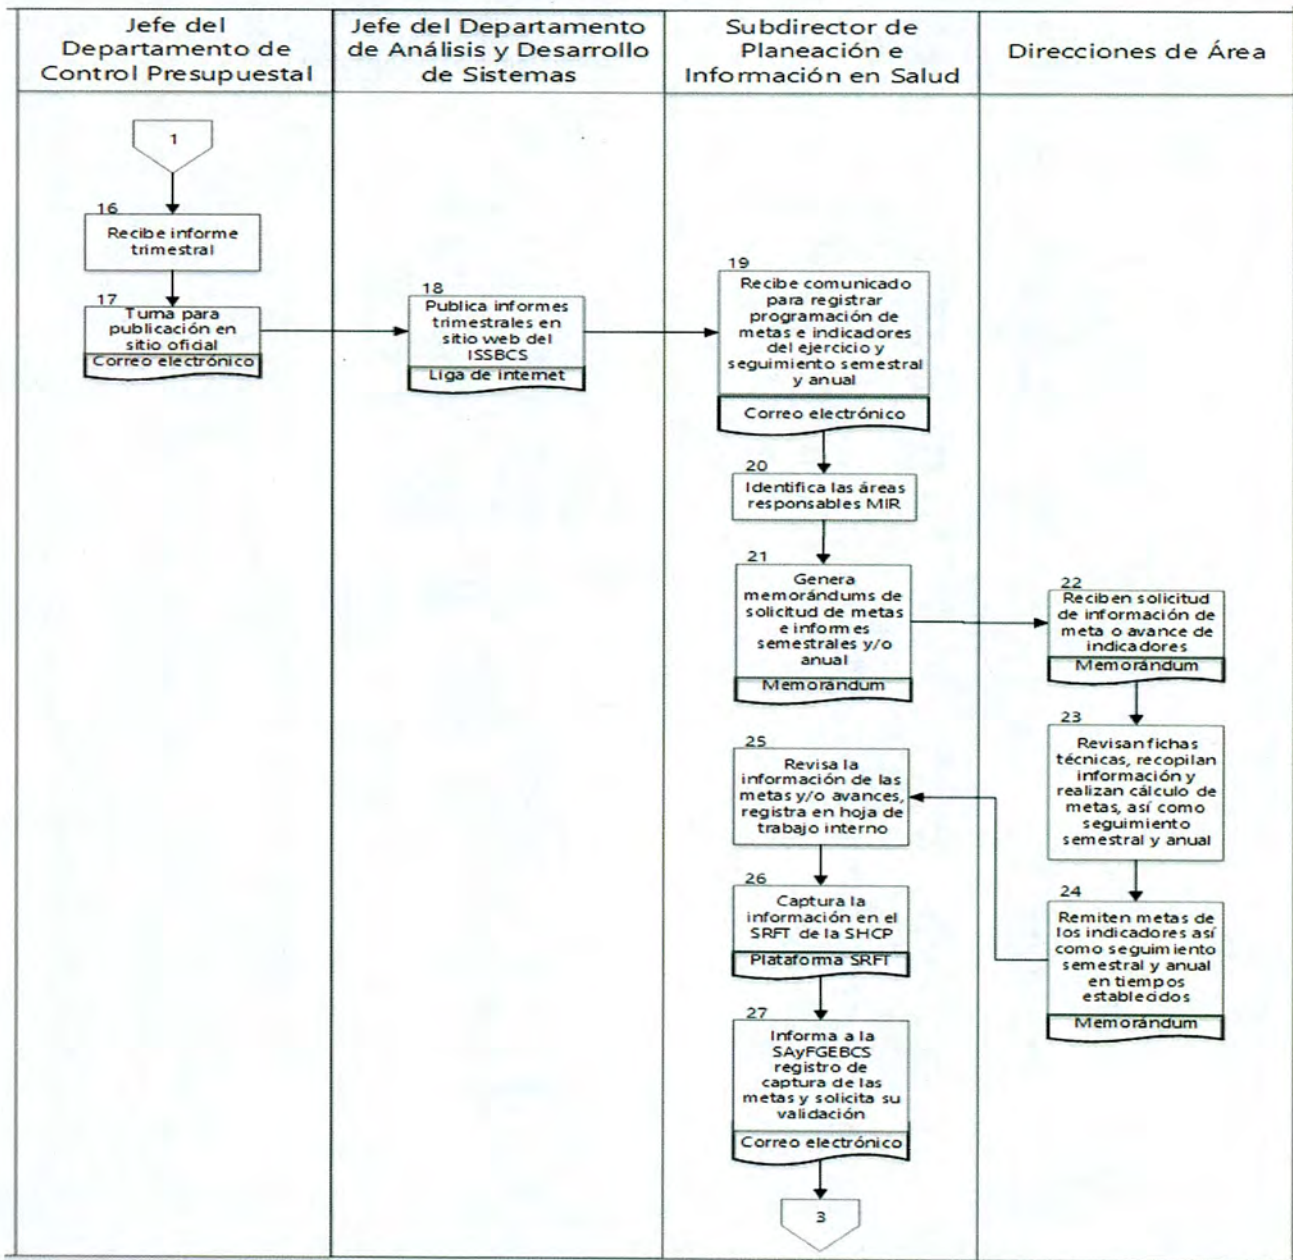 Jefe del
Departamento de
Control Presupuestal
Jefe del Departamento
de Análisis y Desarrollo
de Sistemas
Subdirector de
Planeación e
Información en Salud
Direcciones de Área
1
16
Recibe informe
trimestral
17
Turna para
publicación en
sitio oficial
Correo electrónico
18
Publica informes
trimestrales en
sitio web del
ISSBCS
Liga de internet
19
Recibe comunicado
para registrar
programación de
metas e indicadores
del ejercicio y
seguimiento semestral
y anual
Correo electrónico
20
Identifica las áreas
responsables MIR
21
Genera
memorándums de
solicitud de metas
e informes
semestrales y/o
anual
Memorándum
22
Reciben solicitud
de información de
meta o avance de
indicadores
Memorándum
23
Revisan fichas
técnicas, recopilan
información y
realizan cálculo de
metas, así como
seguimiento
semestral y anual
24
Remiten metas de
los indicadores así
como seguimiento
semestral y anual
en tiempos
establecidos
Memorándum
25
Revisa la
información de las
metas y/o avances,
registra en hoja de
trabajo interno
26
Captura la
información en el
SRFT de la SHCP
Plataforma SRFT
27
Informa a la
SAyFGEBCS
registro de
captura de las
metas y solicita su
validación
Correo electrónico
3